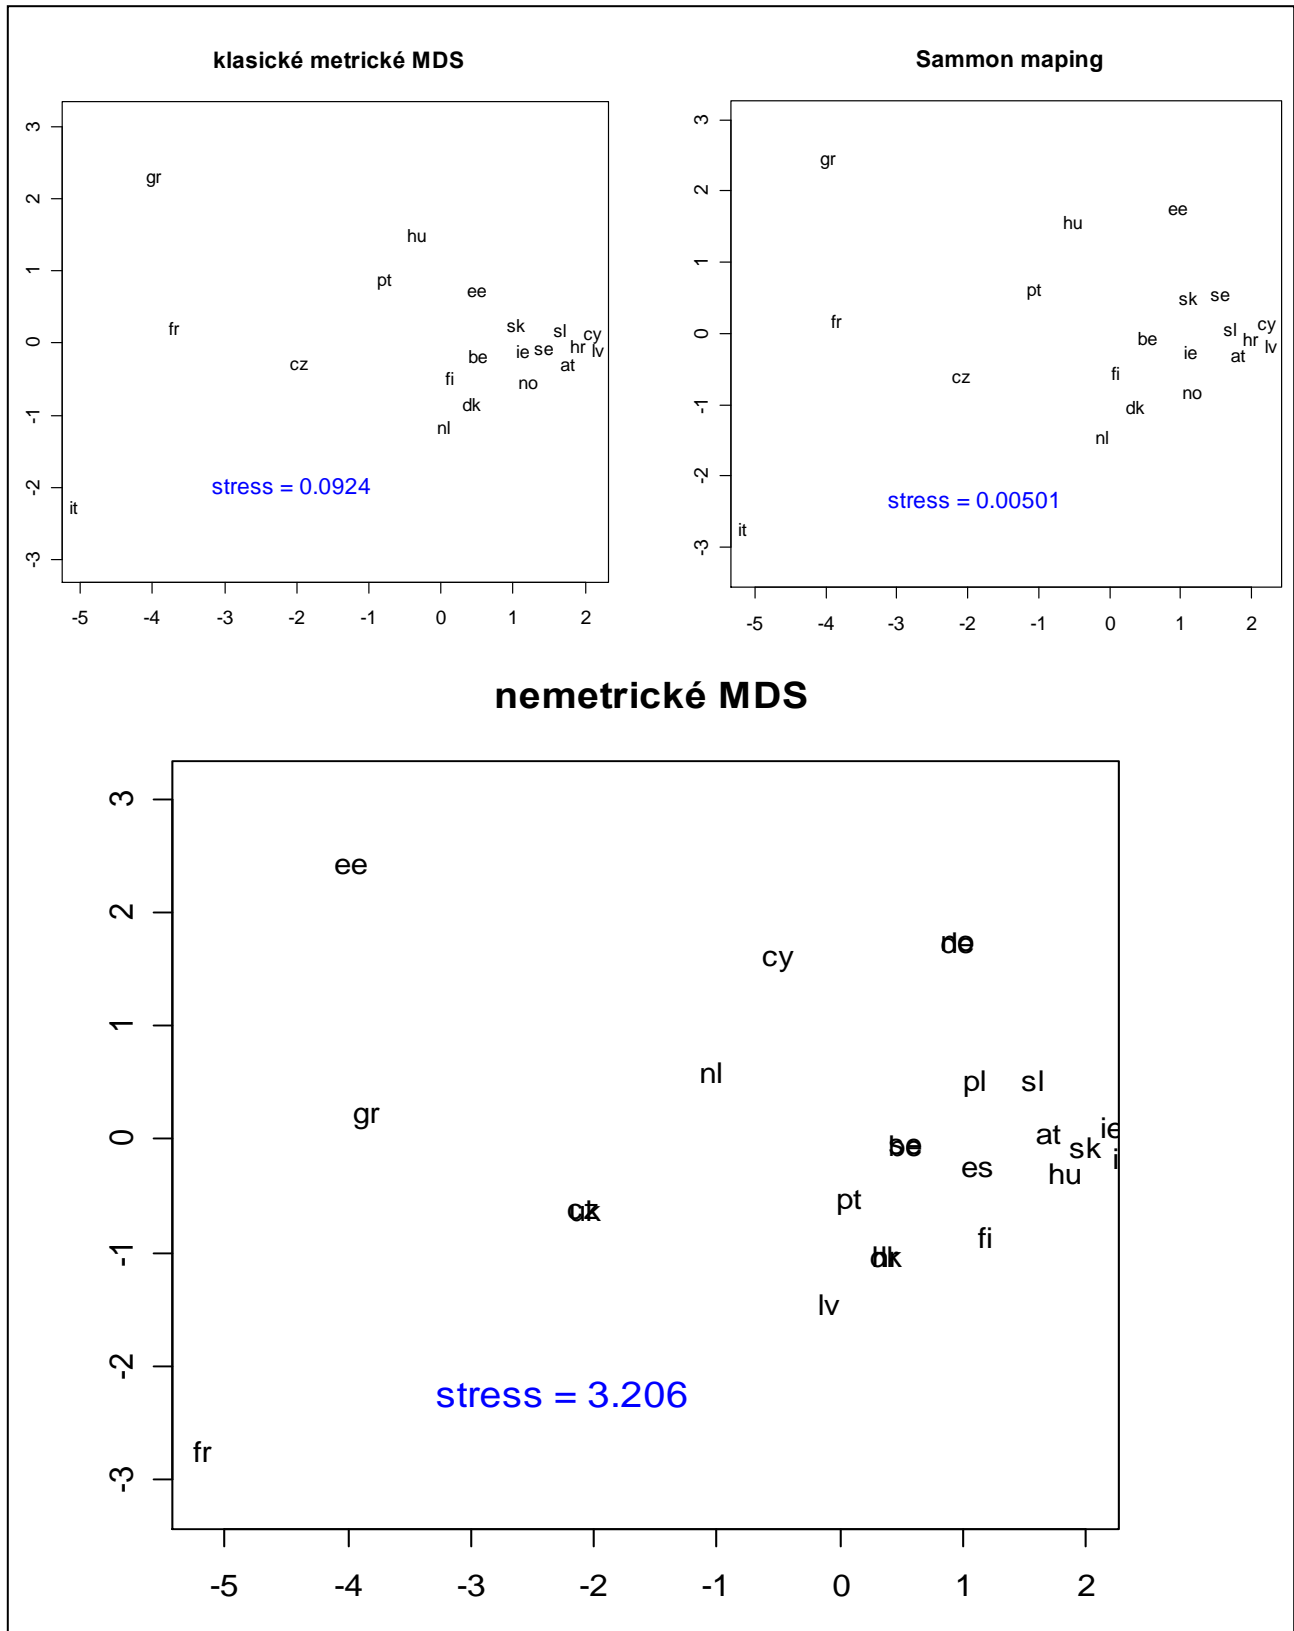 klasické metrické MDS
3
2
1
0
-1
-2
-3
gr
hu
pt
ee
fr
sk
sl
cy
cz
be
ie
se
hr
lv
at
fi
no
dk
nl
stress = 0.0924
it
-5 -4 -3 -2 -1 0 1 2
Sammon maping
3
2
1
0
-1
-2
-3
gr
ee
hu
pt
se
sk
fr
cy
sl
be
hr
lv
ie
at
fi
cz
no
dk
nl
stress = 0.00501
it
-5 -4 -3 -2 -1 0 1 2
nemetrické MDS
3
2
1
0
-1
-2
-3
ee
cy
nl
pl
sl
gr
ie
at
sk
es
hu
pt
cz
uk
fi
dk
lv
stress = 3.206
fr
-5 -4 -3 -2 -1 0 1 2